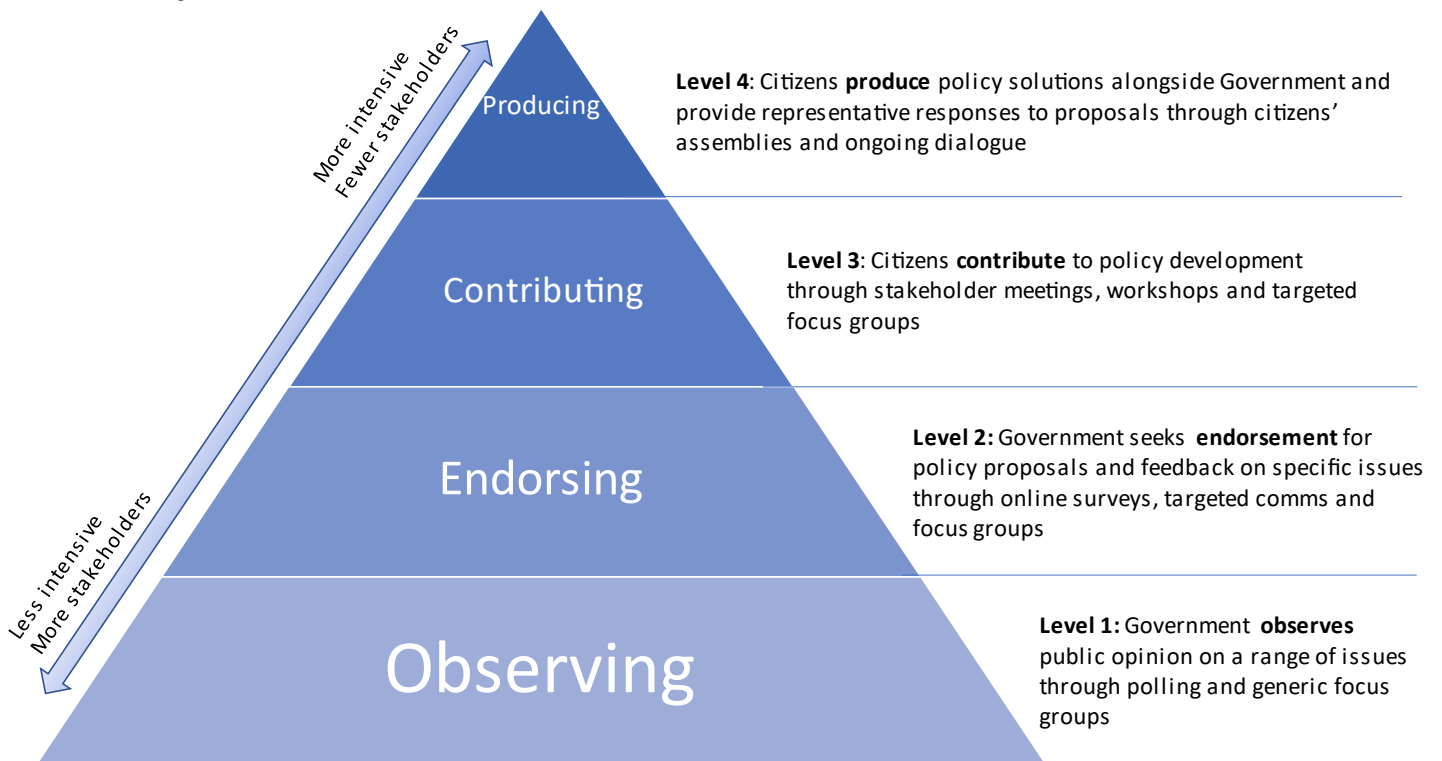 More intensive
Fewer stakeholders
Producing
Level 4: Citizens produce policy solutions alongside Government and
provide representative responses to proposals through citizens’
assemblies and ongoing dialogue
Contributing
Level 3: Citizens contribute to policy development
through stakeholder meetings, workshops and targeted
focus groups
Endorsing
Level 2: Government seeks endorsement for
policy proposals and feedback on specific issues
through online surveys, targeted comms and
focus groups
Less intensive
More stakeholders
Observing
Level 1: Government observes
public opinion on a range of issues
through polling and generic focus
groups